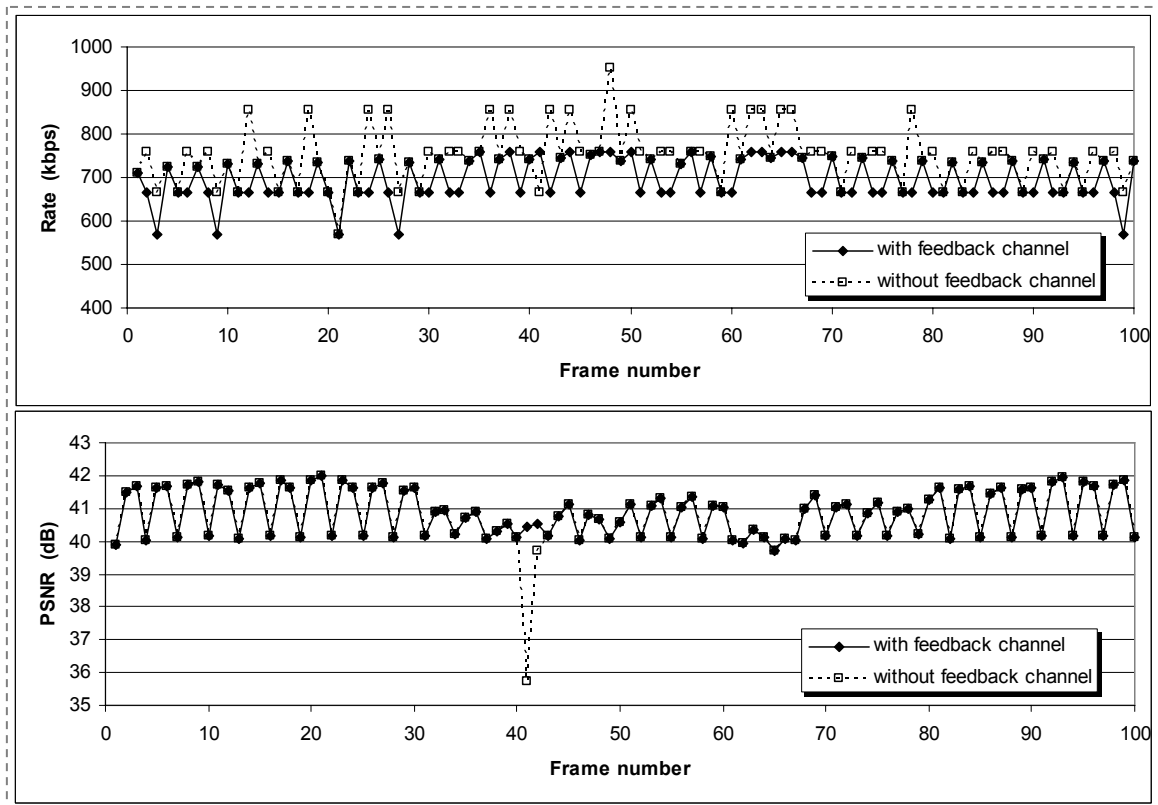 1000
900
800
700
600
500
400
Rate (kbps)
0 10 20 30 40 50 60 70 80 90 100
Frame number
with feedback channel
without feedback channel
43
42
41
40
39
38
37
36
35
PSNR (dB)
0 10 20 30 40 50 60 70 80 90 100
Frame number
with feedback channel
without feedback channel